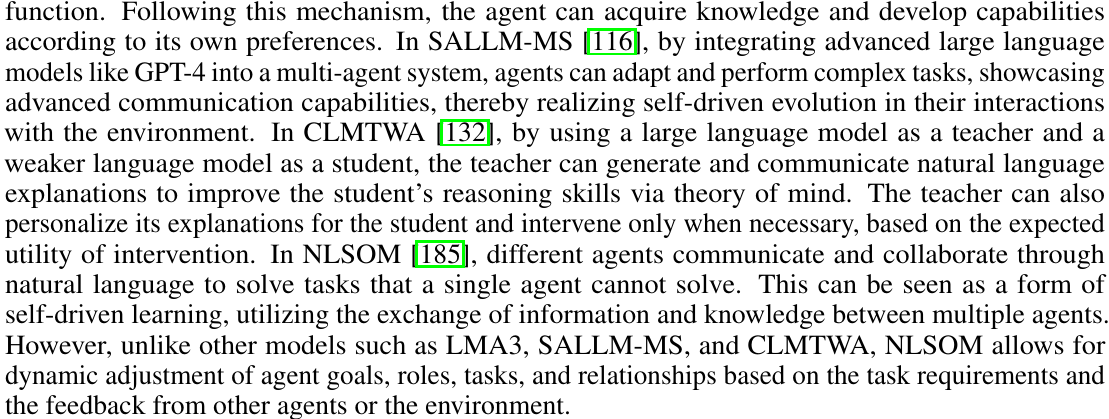 function. Following this mechanism, the agent can acquire knowledge and develop capabilities
according to its own preferences. In SALLM-MS [116], by integrating advanced large language
models like GPT-4 into a multi-agent system, agents can adapt and perform complex tasks, showcasing
advanced communication capabilities, thereby realizing self-driven evolution in their interactions
with the environment. In CLMTWA [132], by using a large language model as a teacher and a
weaker language model as a student, the teacher can generate and communicate natural language
explanations to improve the student's reasoning skills via theory of mind. The teacher can also
personalize its explanations for the student and intervene only when necessary, based on the expected
utility of intervention. In NLSOM [185], different agents communicate and collaborate through
natural language to solve tasks that a single agent cannot solve. This can be seen as a form of
self-driven learning, utilizing the exchange of information and knowledge between multiple agents.
However, unlike other models such as LMA3, SALLM-MS, and CLMTWA, NLSOM allows for
dynamic adjustment of agent goals, roles, tasks, and relationships based on the task requirements and
the feedback from other agents or the environment.